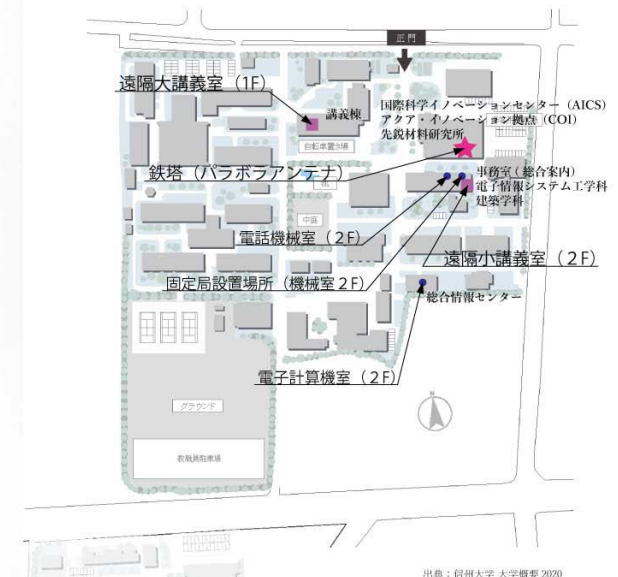 正門
遠隔大講義室（1F）
講義棟
国際科学イノベーションセンター（AICS）
アクア・イノベーション拠点（COI）
先鋭材料研究所
自転車置き場
鉄塔（パラボラアンテナ）
事務室（総合案内）
電子情報システム工学科
建築学科
池
中庭
電話機械室（２F）
遠隔小講義室（２F）
固定局設置場所（機械室２F）
総合情報センター
電子計算機室（２F）
N
グラウンド
教職員駐車場
出典：信州大学 大学概要 2020